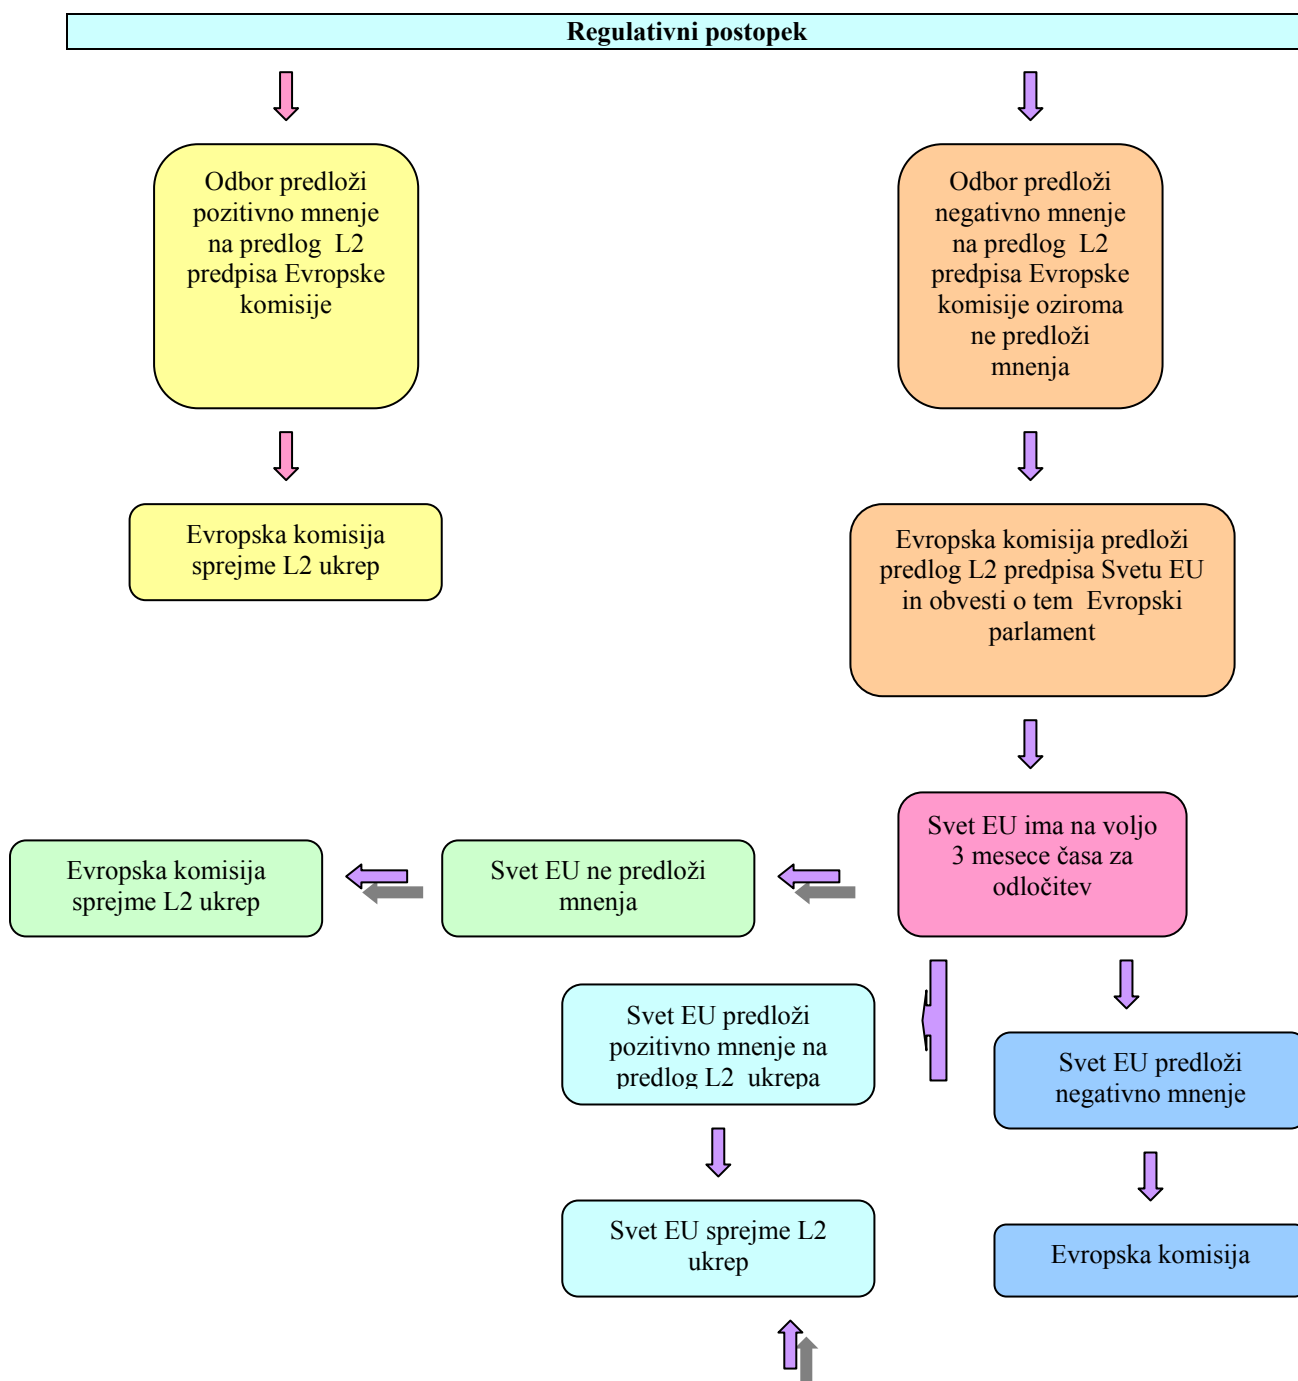 Regulativni postopek
Odbor predloži
pozitivno mnenje
na predlog L2
predpisa Evropske
komisije
Odbor predloži
negativno mnenje
na predlog L2
predpisa Evropske
komisije oziroma
ne predloži
mnenja
Evropska komisija
sprejme L2 ukrep
Evropska komisija predloži
predlog L2 predpisa Svetu EU
in obvesti o tem Evropski
parlament
Svet EU ima na voljo
3 mesece časa za
odločitev
Svet EU ne predloži
mnenja
Evropska komisija
sprejme L2 ukrep
Svet EU predloži
pozitivno mnenje na
predlog L2 ukrepa
Svet EU predloži
negativno mnenje
Svet EU sprejme L2
ukrep
Evropska komisija